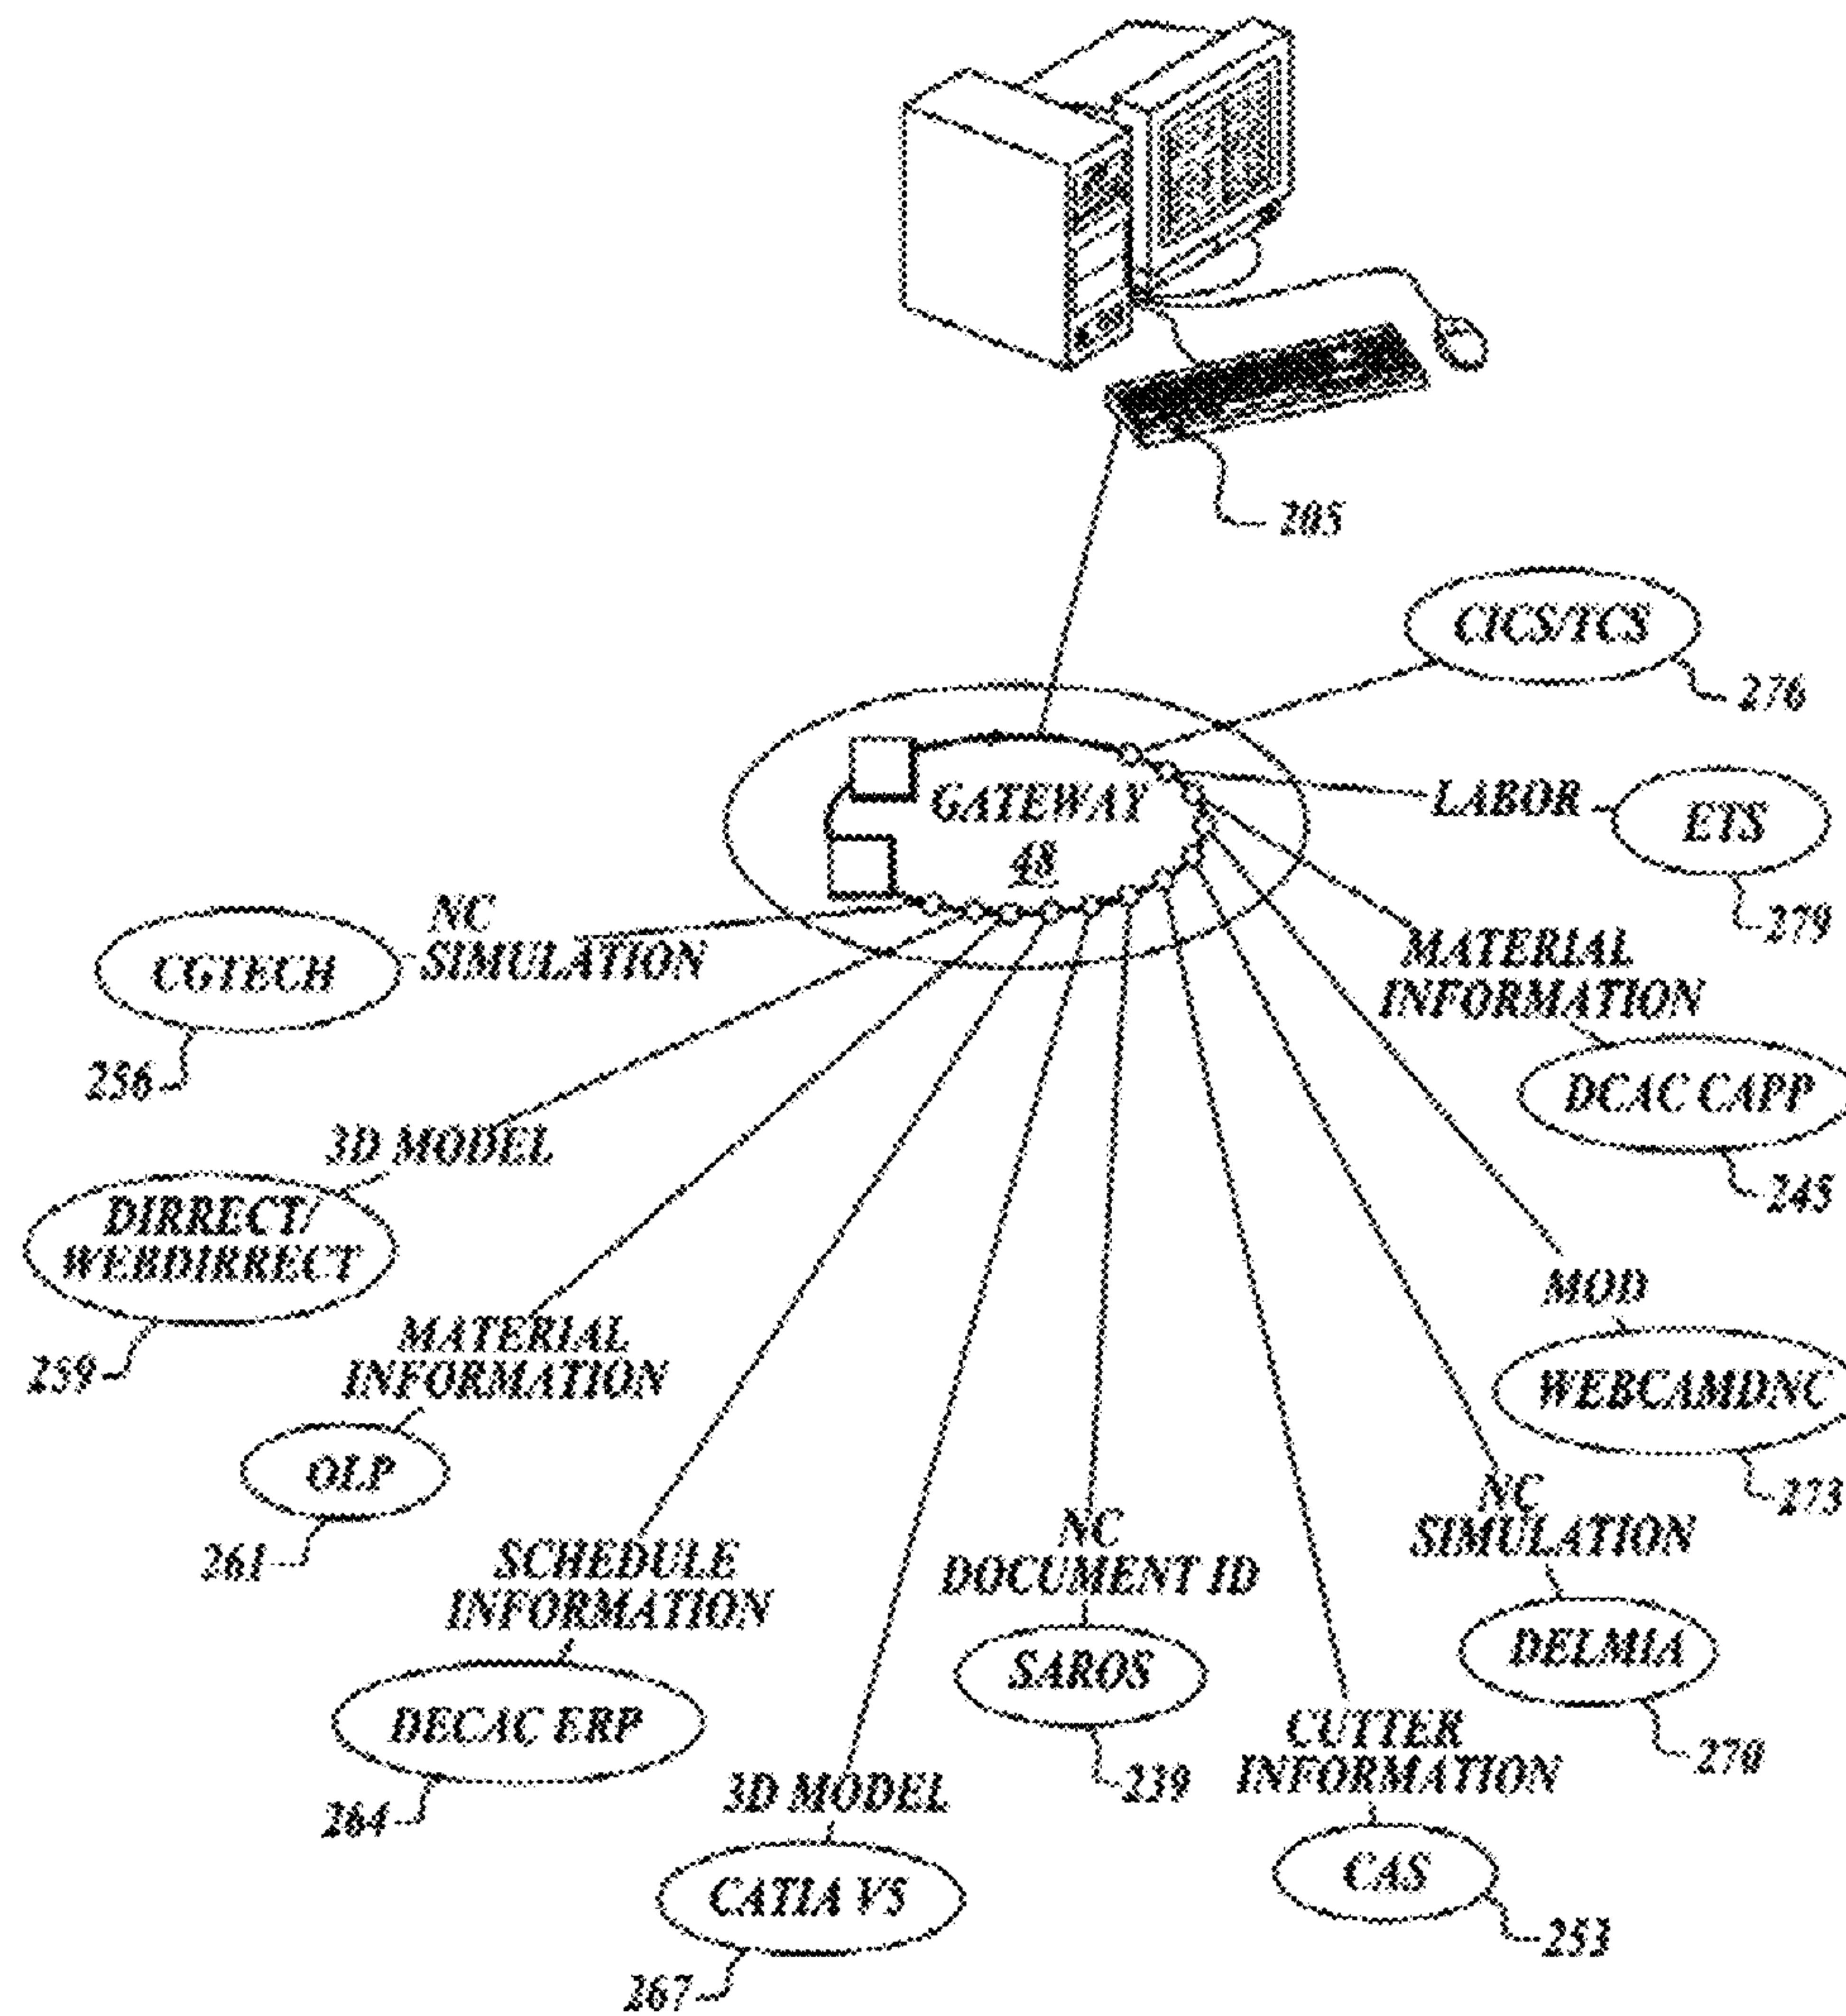 205
CICS/TCS
276
GATEWAY
48
LABOR
ETS
279
NC
SIMULATION
CGTECH
256
MATERIAL
INFORMATION
DCAC CAPP
245
3D MODEL
DIRRECT/
WEBDIRRECT
259
MOD
WEBCAMDNC
273
MATERIAL
INFORMATION
OLP
261
NC
SIMULATION
DELMIA
270
SCHEDULE
INFORMATION
DECAC ERP
264
NC
DOCUMENT ID
SAROS
239
CUTTER
INFORMATION
CAS
253
3D MODEL
CATIA V5
267